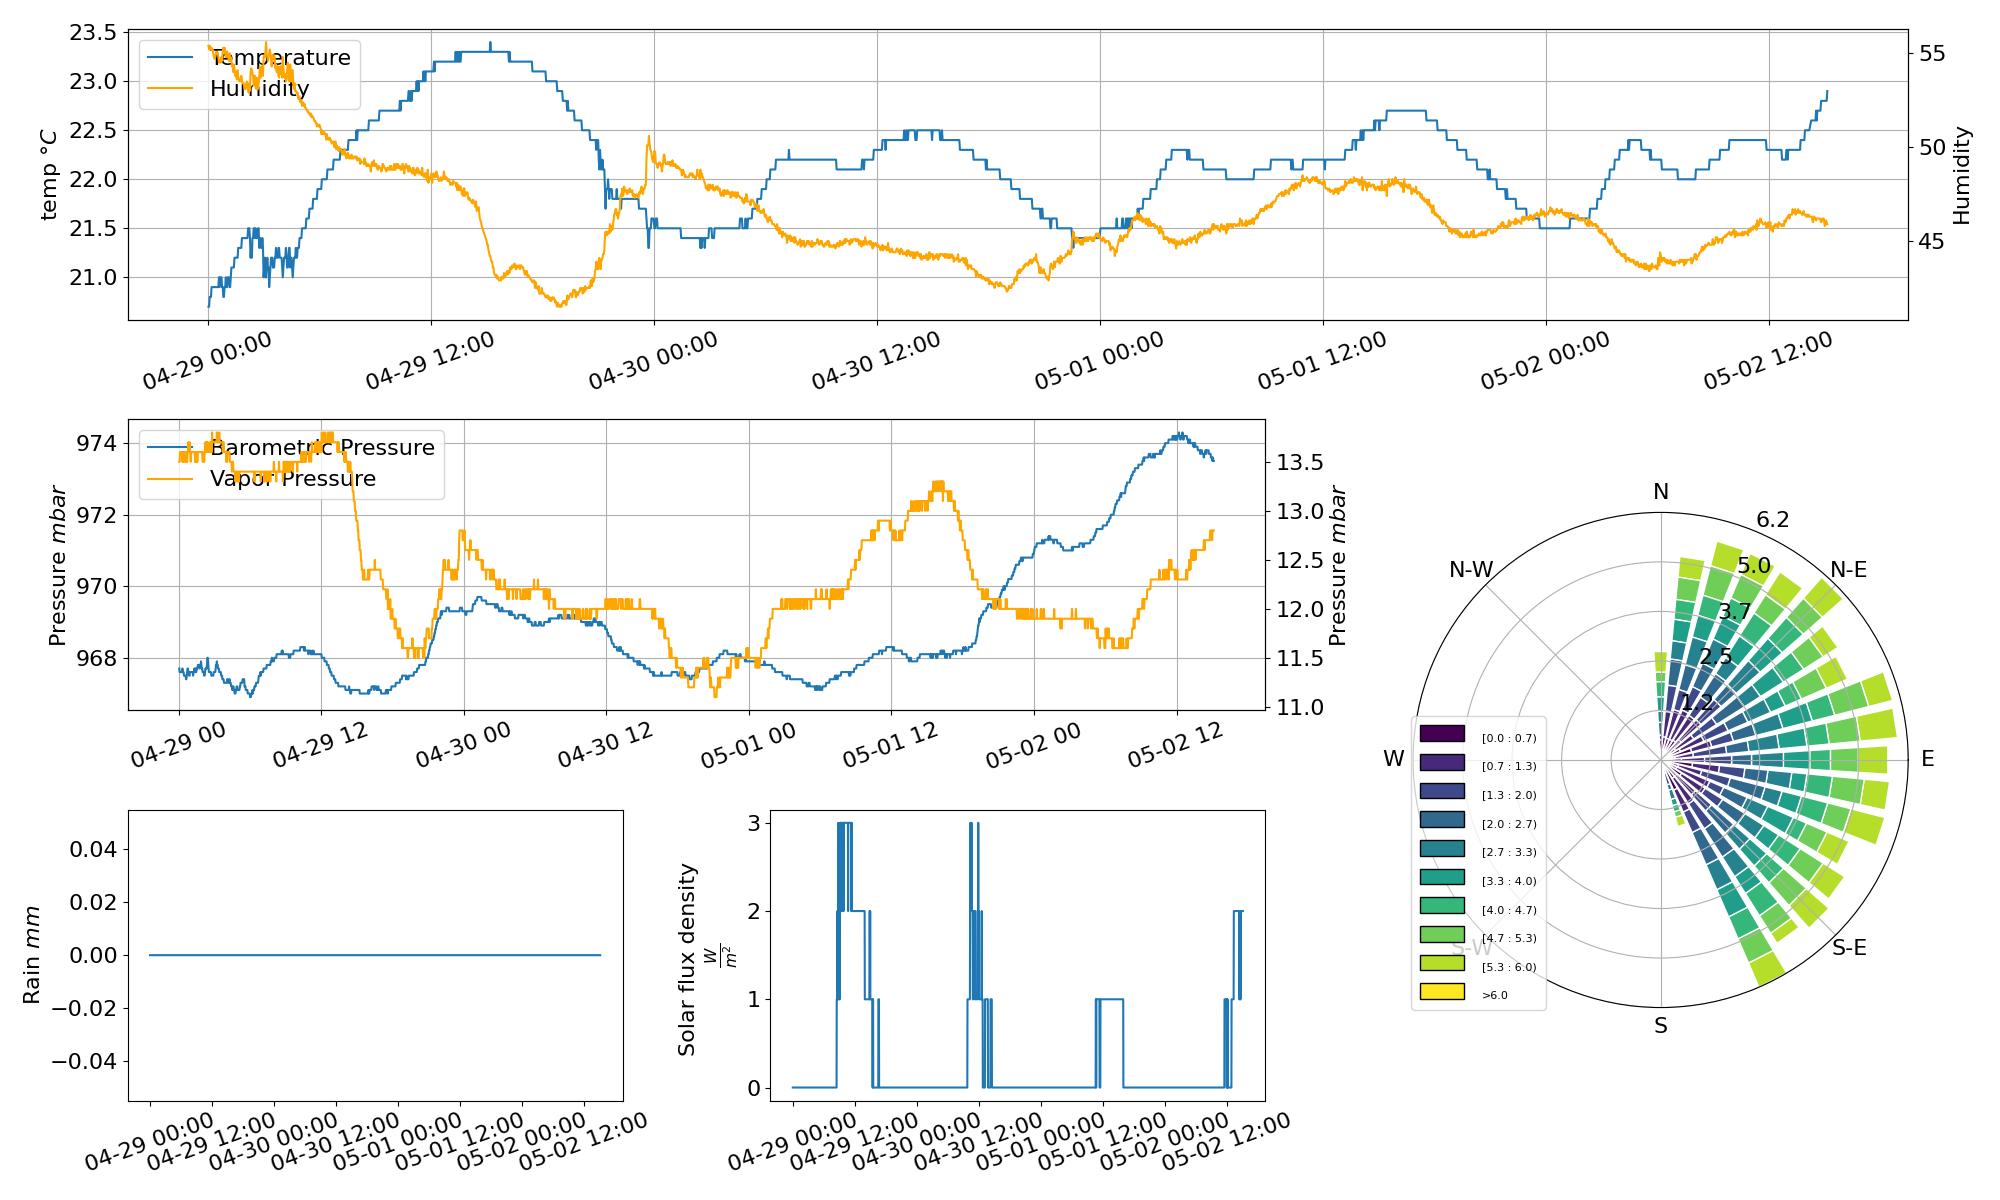 23.5
23.0
22.5
22.0
21.5
21.0
temp °C
Temperature
Humidity
55
50
45
Humidity
04-29 00:00
04-29 12:00
04-30 00:00
04-30 12:00
05-01 00:00
05-01 12:00
05-02 00:00
05-02 12:00
974
972
970
968
Pressure mbar
Barometric Pressure
Vapor Pressure
13.5
13.0
12.5
12.0
11.5
11.0
Pressure mbar
04-29 00
04-29 12
04-30 00
04-30 12
05-01 00
05-01 12
05-02 00
05-02 12
N
N-E
E
S-E
S
S-W
W
N-W
6.2
5.0
3.7
2.5
1.2
[0.0 : 0.7)
[0.7 : 1.3)
[1.3 : 2.0)
[2.0 : 2.7)
[2.7 : 3.3)
[3.3 : 4.0)
[4.0 : 4.7)
[4.7 : 5.3)
[5.3 : 6.0)
>6.0
0.04
0.02
0.00
−0.02
−0.04
Rain mm
04-29 00:00
04-29 12:00
04-30 00:00
04-30 12:00
05-01 00:00
05-01 12:00
05-02 00:00
05-02 12:00
3
2
1
0
Solar flux density
W
m²
04-29 00:00
04-29 12:00
04-30 00:00
04-30 12:00
05-01 00:00
05-01 12:00
05-02 00:00
05-02 12:00